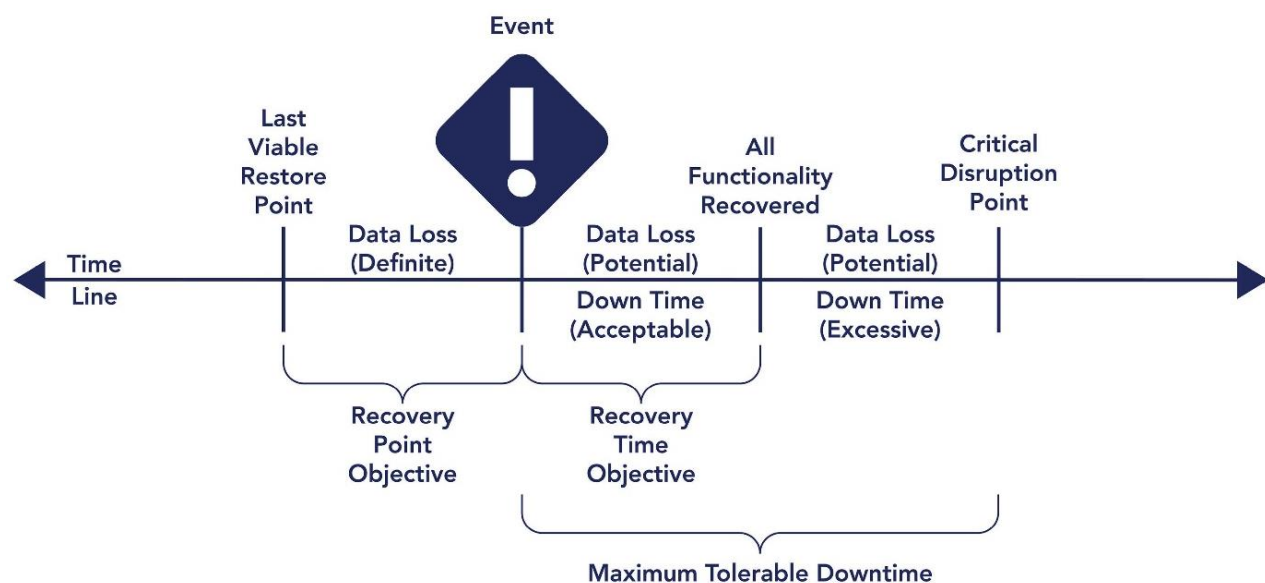 Event
Last
Viable
Restore
Point
All
Functionality
Recovered
Critical
Disruption
Point
Time
Line
Data Loss
(Definite)
Data Loss
(Potential)
Down Time
(Acceptable)
Data Loss
(Potential)
Down Time
(Excessive)
Recovery
Point
Objective
Recovery
Time
Objective
Maximum Tolerable Downtime